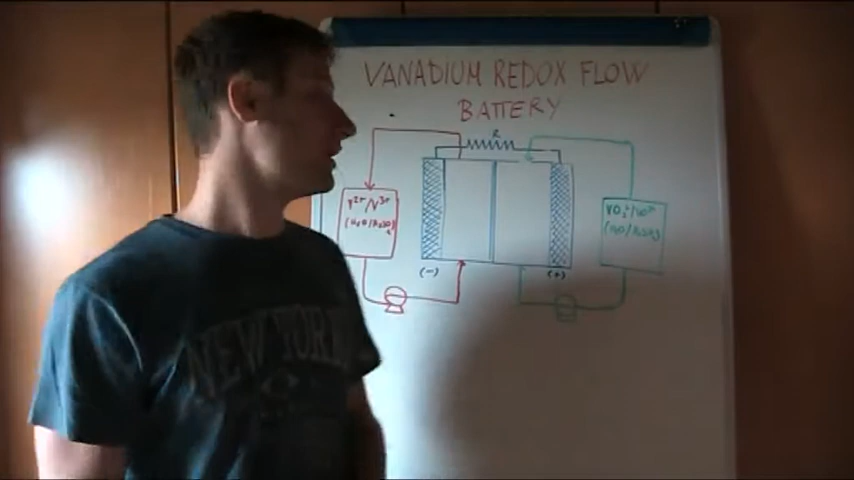 VANADIUM REDOX FLOW
BATTERY
R
V2+/V3+
(H2O/H2SO4)
VO2+/VO2+
(H2O/H2SO4)
(-)
(+)
NEW YORK